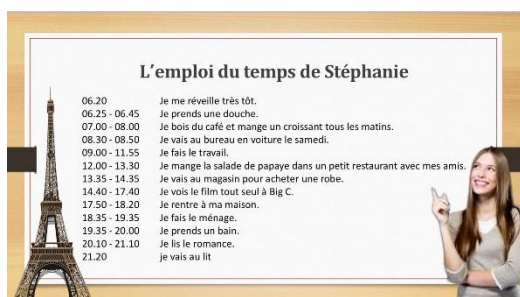 L'emploi du temps de Stéphanie
06.20 Je me réveille très tôt.
06.25 - 06.45 Je prends une douche.
07.00 - 08.00 Je bois du café et mange un croissant tous les matins.
08.30 - 08.50 Je vais au bureau en voiture le samedi.
09.00 - 11.55 Je fais le travail.
12.00 - 13.30 Je mange la salade de papaye dans un petit restaurant avec mes amis.
13.35 - 14.35 Je vais au magasin pour acheter une robe.
14.40 - 17.40 Je vois le film tout seul à Big C.
17.50 - 18.20 Je rentre à ma maison.
18.35 - 19.35 Je fais le ménage.
19.35 - 20.00 Je prends un bain.
20.10 - 21.10 Je lis le romance.
21.20 je vais au lit